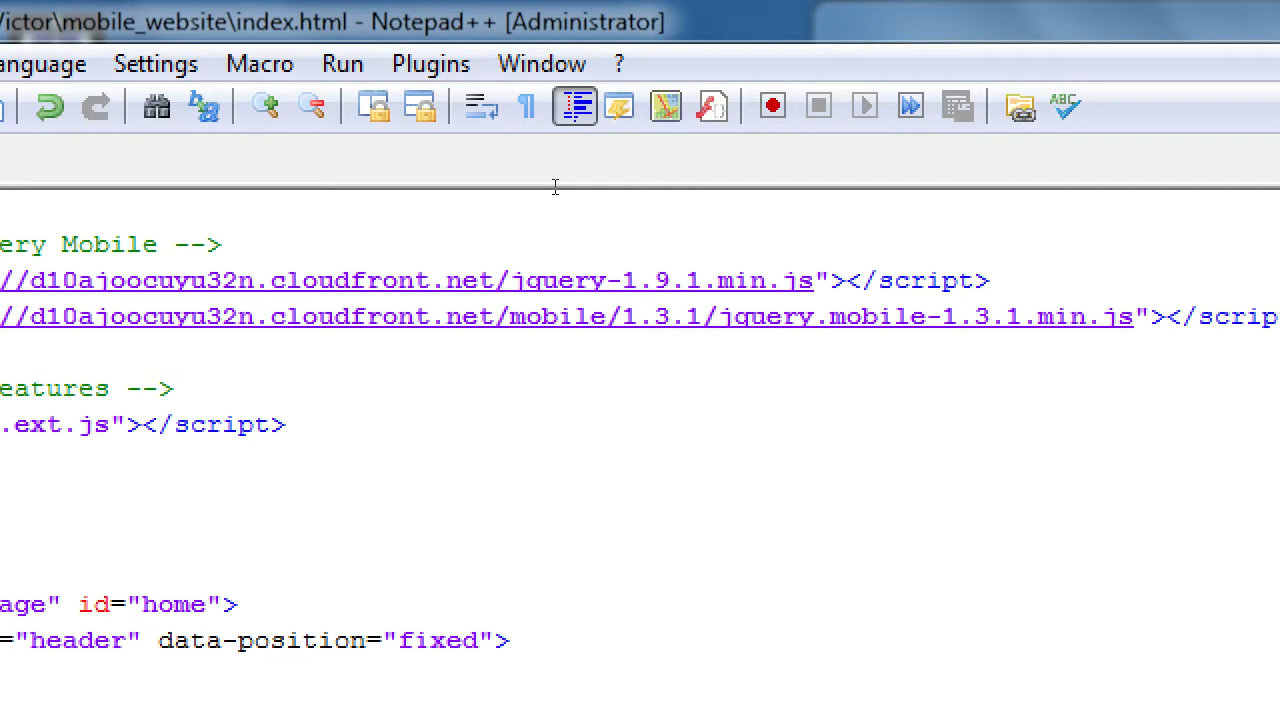 ictor\mobile_website\index.html - Notepad++ [Administrator]
anguage Settings Macro Run Plugins Window ?
ABC
ery Mobile -->
//d10ajoocuyu32n.cloudfront.net/jquery-1.9.1.min.js"></script>
//d10ajoocuyu32n.cloudfront.net/mobile/1.3.1/jquery.mobile-1.3.1.min.js"></scrip
eatures -->
.ext.js"></script>
age" id="home">
="header" data-position="fixed">